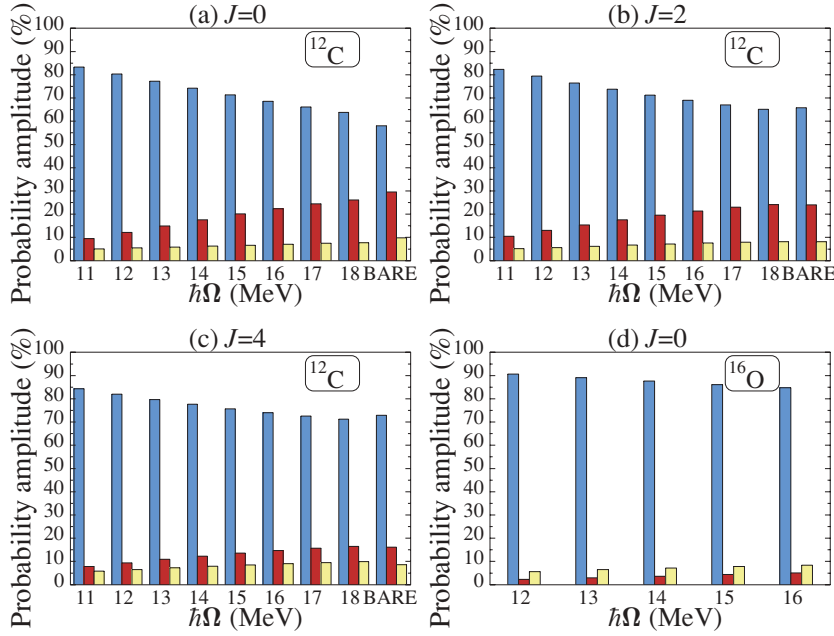 (a) J=0
Probability amplitude (%)
100
90
80
70
60
50
40
30
20
10
0
¹²C
11 12 13 14 15 16 17 18 BARE
ħΩ (MeV)
(b) J=2
Probability amplitude (%)
100
90
80
70
60
50
40
30
20
10
0
¹²C
11 12 13 14 15 16 17 18 BARE
ħΩ (MeV)
(c) J=4
Probability amplitude (%)
100
90
80
70
60
50
40
30
20
10
0
¹²C
11 12 13 14 15 16 17 18 BARE
ħΩ (MeV)
(d) J=0
Probability amplitude (%)
100
90
80
70
60
50
40
30
20
10
0
¹⁶O
12 13 14 15 16
ħΩ (MeV)